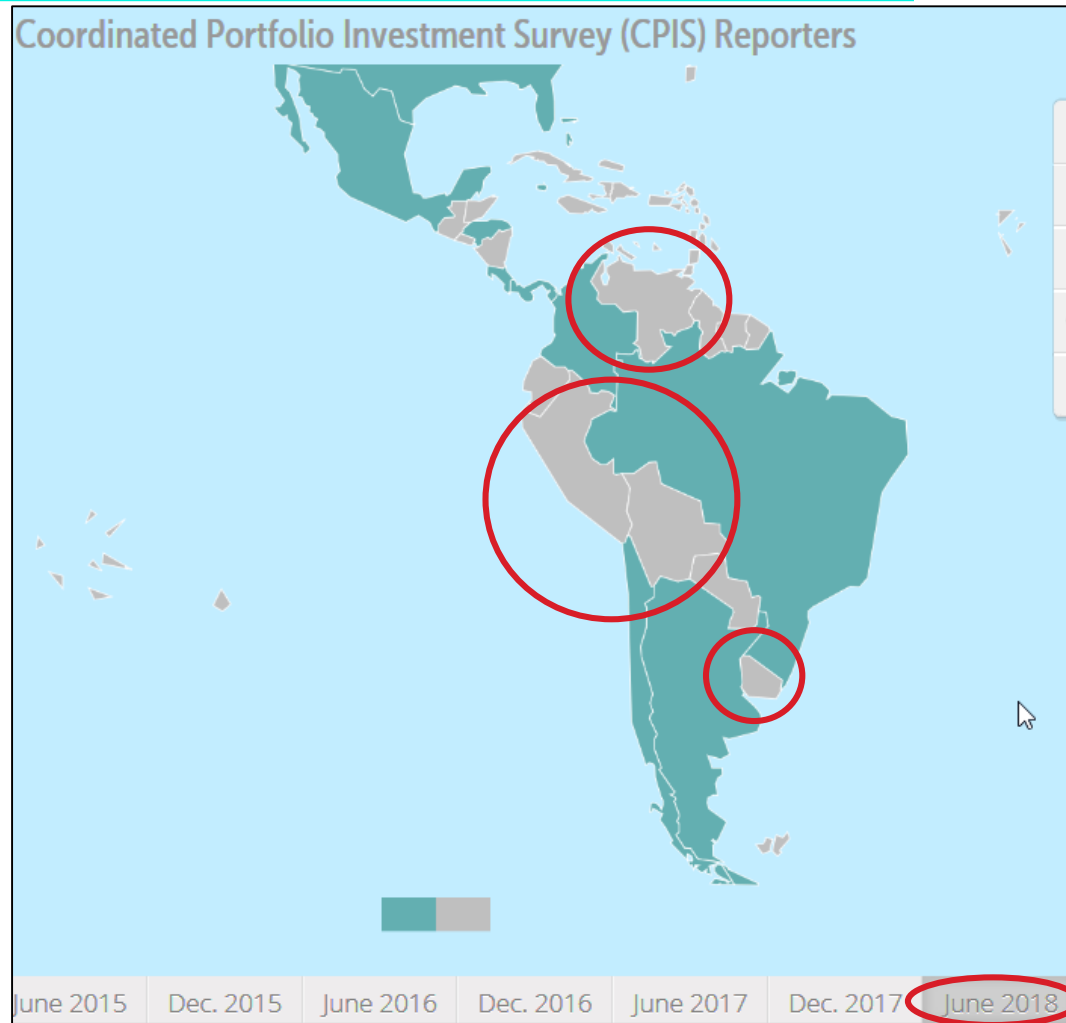 Coordinated Portfolio Investment Survey (CPIS) Reporters
June 2015 Dec. 2015 June 2016 Dec. 2016 June 2017 Dec. 2017 June 2018